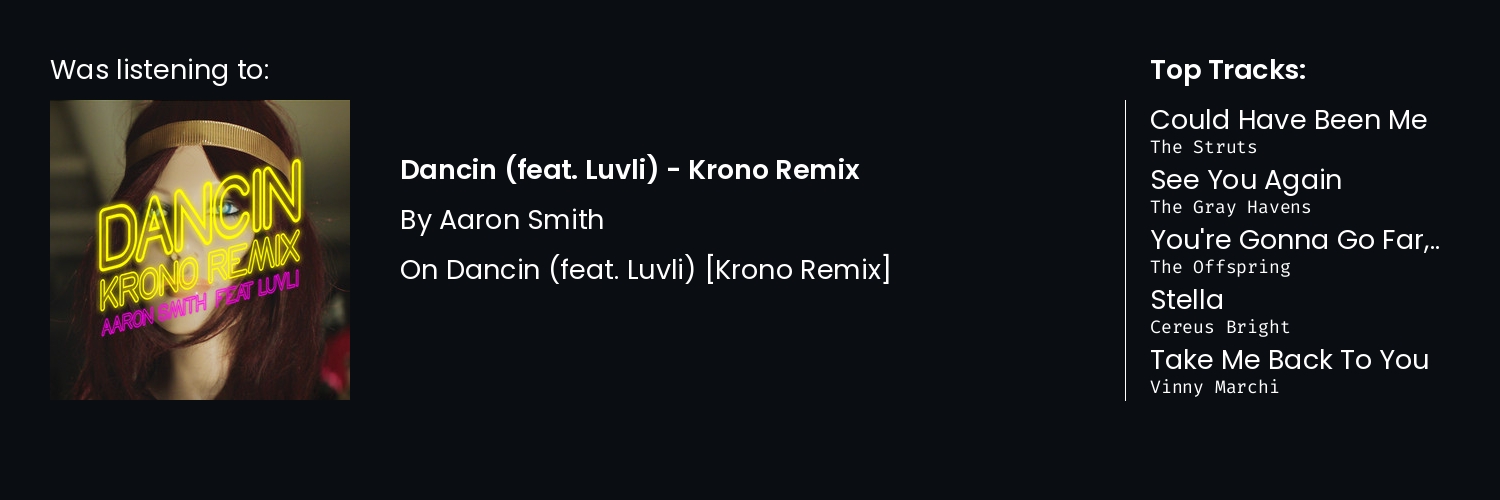 Was listening to:
DANCIN
KRONO REMIX
AARON SMITH FEAT LUVLI
Dancin (feat. Luvli) - Krono Remix
By Aaron Smith
On Dancin (feat. Luvli) [Krono Remix]
Top Tracks:
Could Have Been Me
The Struts
See You Again
The Gray Havens
You're Gonna Go Far,..
The Offspring
Stella
Cereus Bright
Take Me Back To You
Vinny Marchi